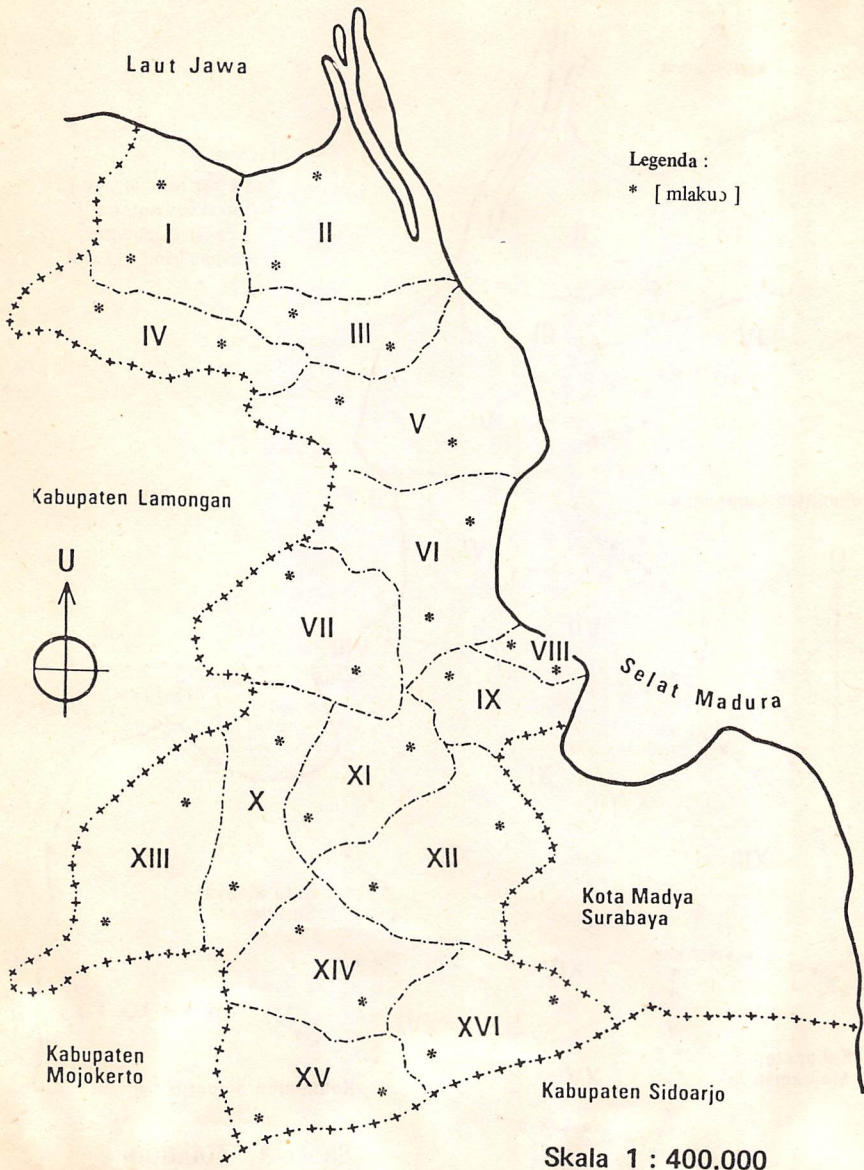 Laut Jawa
Legenda :
* [ mlakuɔ ]
I
II
III
IV
V
Kabupaten Lamongan
U
VI
VII
VIII
Selat Madura
IX
X
XI
XII
XIII
Kota Madya
Surabaya
XIV
XVI
Kabupaten
Mojokerto
XV
Kabupaten Sidoarjo
Skala 1 : 400.000